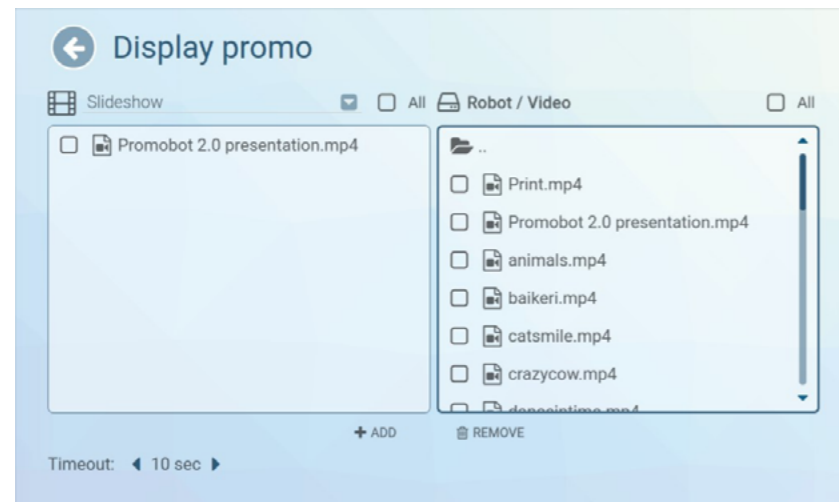 Display promo
Slideshow All Robot / Video All
Promobot 2.0 presentation.mp4
..
Print.mp4
Promobot 2.0 presentation.mp4
animals.mp4
baikeri.mp4
catsmile.mp4
crazycow.mp4
+ ADD REMOVE
Timeout: 10 sec